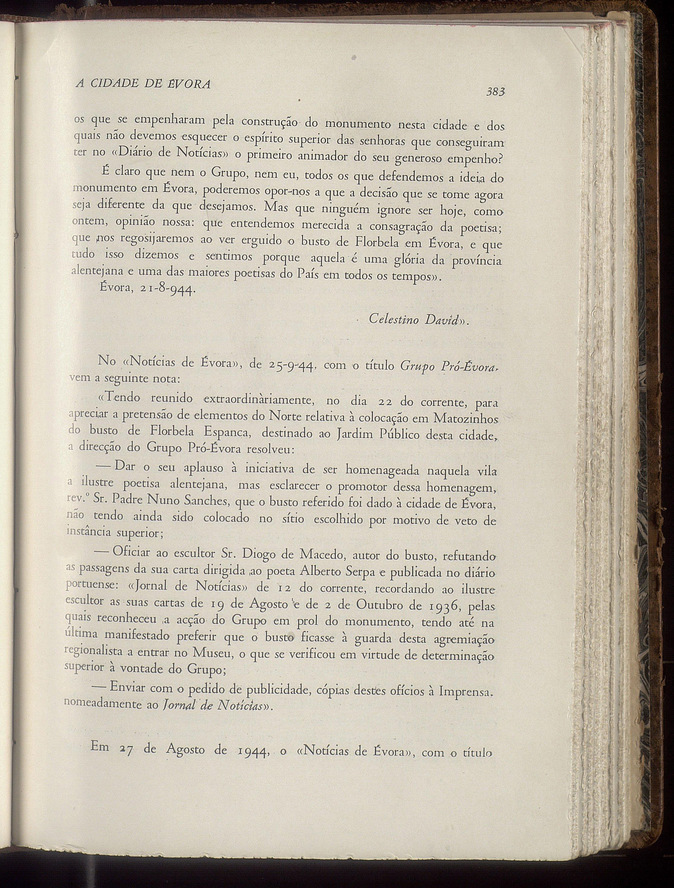 A CIDADE DE ÉVORA 383
os que se empenharam pela construção do monumento nesta cidade e dos
quais não devemos esquecer o espírito superior das senhoras que conseguiram
ter no «Diário de Notícias» o primeiro animador do seu generoso empenho?
É claro que nem o Grupo, nem eu, todos os que defendemos a ideia do
monumento em Évora, poderemos opor-nos a que a decisão que se tome agora
seja diferente da que desejamos. Mas que ninguém ignore ser hoje, como
ontem, opinião nossa: que entendemos merecida a consagração da poetisa;
que nos regosijaremos ao ver erguido o busto de Florbela em Évora, e que
tudo isso dizemos e sentimos porque aquela é uma glória da província
alentejana e uma das maiores poetisas do País em todos os tempos».
Évora, 21-8-944.
Celestino David».
No «Notícias de Évora», de 25-9-44, com o título Grupo Pró-Évora,
vem a seguinte nota:
«Tendo reunido extraordinàriamente, no dia 22 do corrente, para
apreciar a pretensão de elementos do Norte relativa à colocação em Matozinhos
do busto de Florbela Espanca, destinado ao Jardim Público desta cidade,
a direcção do Grupo Pró-Évora resolveu:
— Dar o seu aplauso à iniciativa de ser homenageada naquela vila
a ilustre poetisa alentejana, mas esclarecer o promotor dessa homenagem,
rev.º Sr. Padre Nuno Sanches, que o busto referido foi dado à cidade de Évora,
não tendo ainda sido colocado no sítio escolhido por motivo de veto de
instância superior;
— Oficiar ao escultor Sr. Diogo de Macedo, autor do busto, refutando
as passagens da sua carta dirigida ao poeta Alberto Serpa e publicada no diário
portuense: «Jornal de Notícias» de 12 do corrente, recordando ao ilustre
escultor as suas cartas de 19 de Agosto e de 2 de Outubro de 1936, pelas
quais reconheceu a acção do Grupo em prol do monumento, tendo até na
última manifestado preferir que o busto ficasse à guarda desta agremiação
regionalista a entrar no Museu, o que se verificou em virtude de determinação
superior à vontade do Grupo;
— Enviar com o pedido de publicidade, cópias destes ofícios à Imprensa.
nomeadamente ao Jornal de Notícias».
Em 27 de Agosto de 1944, o «Notícias de Évora», com o título